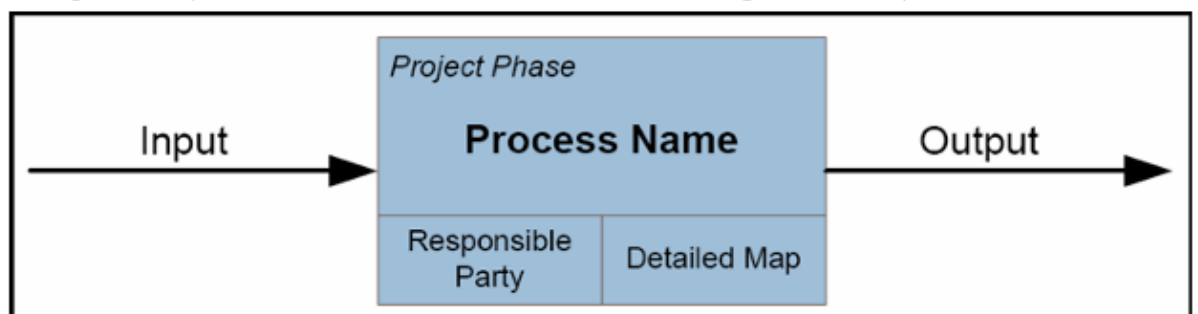 Project Phase
Input
Process Name
Output
Responsible
Party
Detailed Map